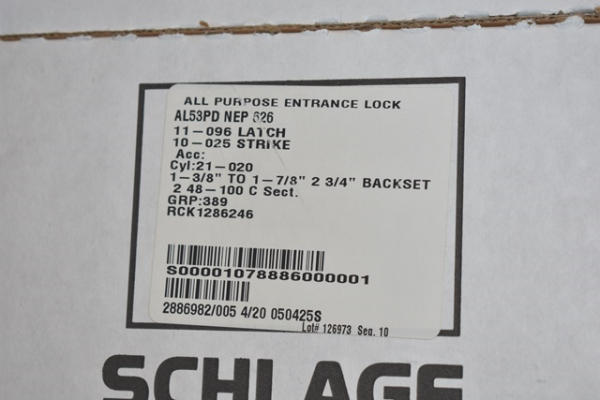 ALL PURPOSE ENTRANCE LOCK
AL53PD NEP 626
11-096 LATCH
10-025 STRIKE
Acc:
Cyl:21-020
1-3/8" TO 1-7/8" 2 3/4" BACKSET
2 48-100 C Sect.
GRP:389
RCK1286246
S00001078886000001
2886982/005 4/20 050425S
Lot# 126973 Seq. 10
SCHLAGE